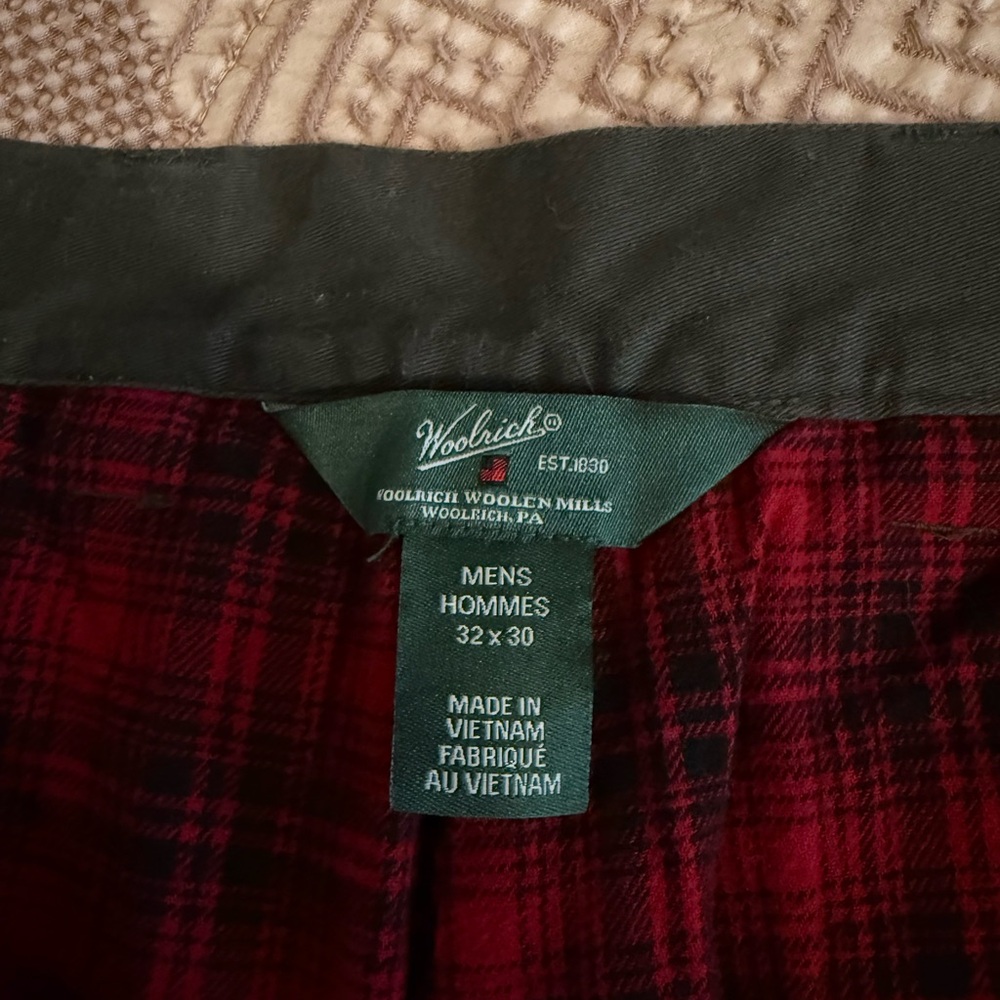 Woolrich ®
EST.1830
WOOLRICH WOOLEN MILLS
WOOLRICH, PA
MENS
HOMMES
32 x 30
MADE IN
VIETNAM
FABRIQUÉ
AU VIETNAM